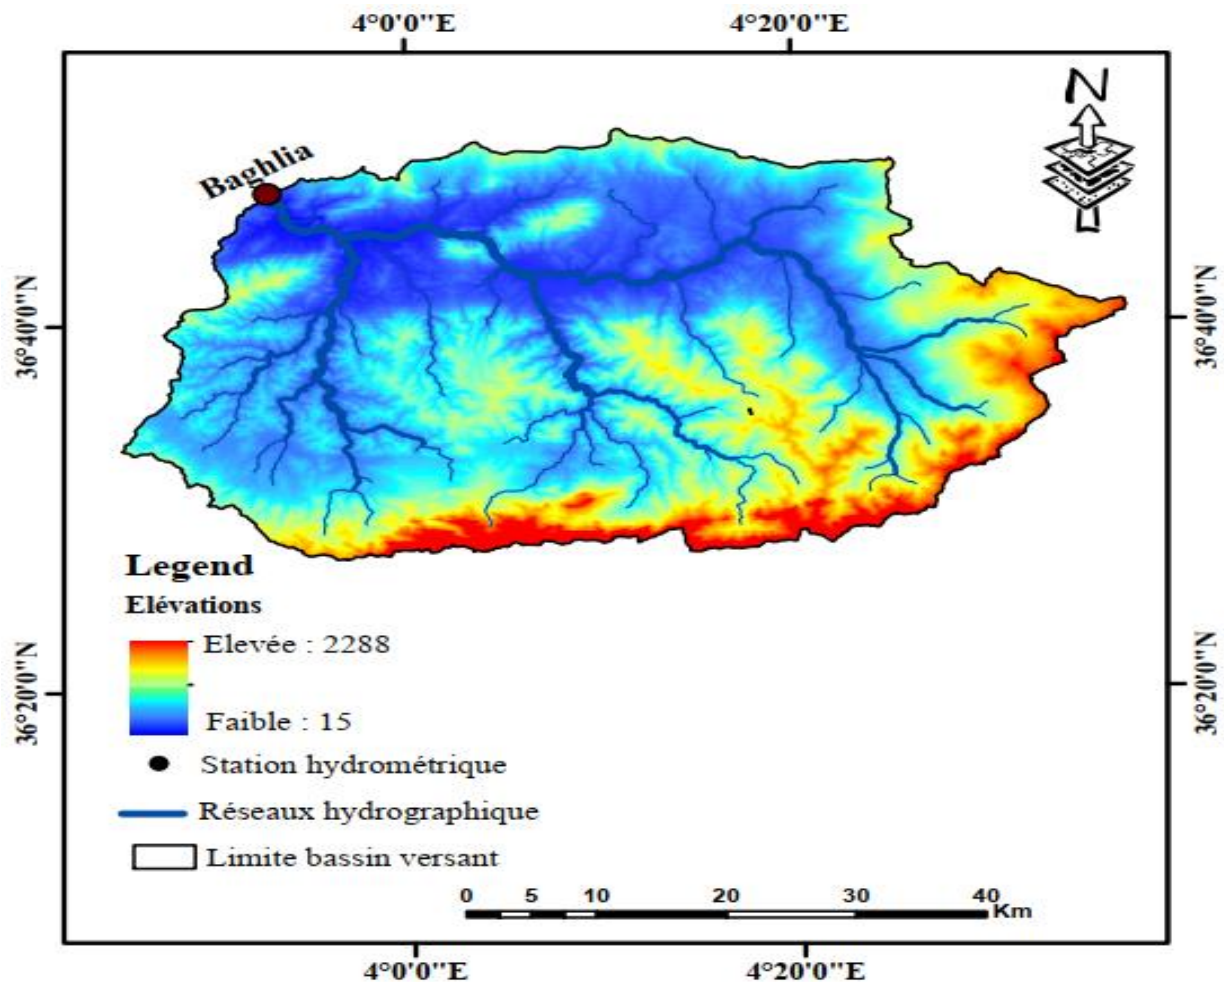 4°0'0"E 4°20'0"E
N
Baghlia
36°40'0"N 36°40'0"N
Legend
Elévations
Elevée : 2288
Faible : 15
36°20'0"N 36°20'0"N
Station hydrométrique
Réseaux hydrographique
Limite bassin versant
0 5 10 20 30 40
Km
4°0'0"E 4°20'0"E